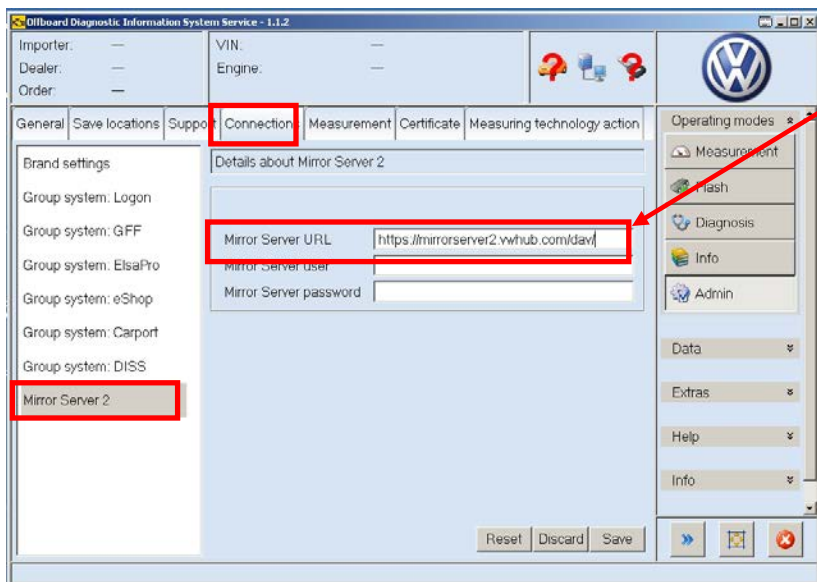 Offboard Diagnostic Information System Service - 1.1.2
Importer: —
Dealer: —
Order: —
VIN: —
Engine: —
General Save locations Support Connections Measurement Certificate Measuring technology action
Brand settings
Group system: Logon
Group system: GFF
Group system: ElsaPro
Group system: eShop
Group system: Carport
Group system: DISS
Mirror Server 2
Details about Mirror Server 2
Mirror Server URL https://mirrorserver2.vwhub.com/dav/
Mirror Server user
Mirror Server password
Reset Discard Save
Operating modes
Measurement
Flash
Diagnosis
Info
Admin
Data
Extras
Help
Info